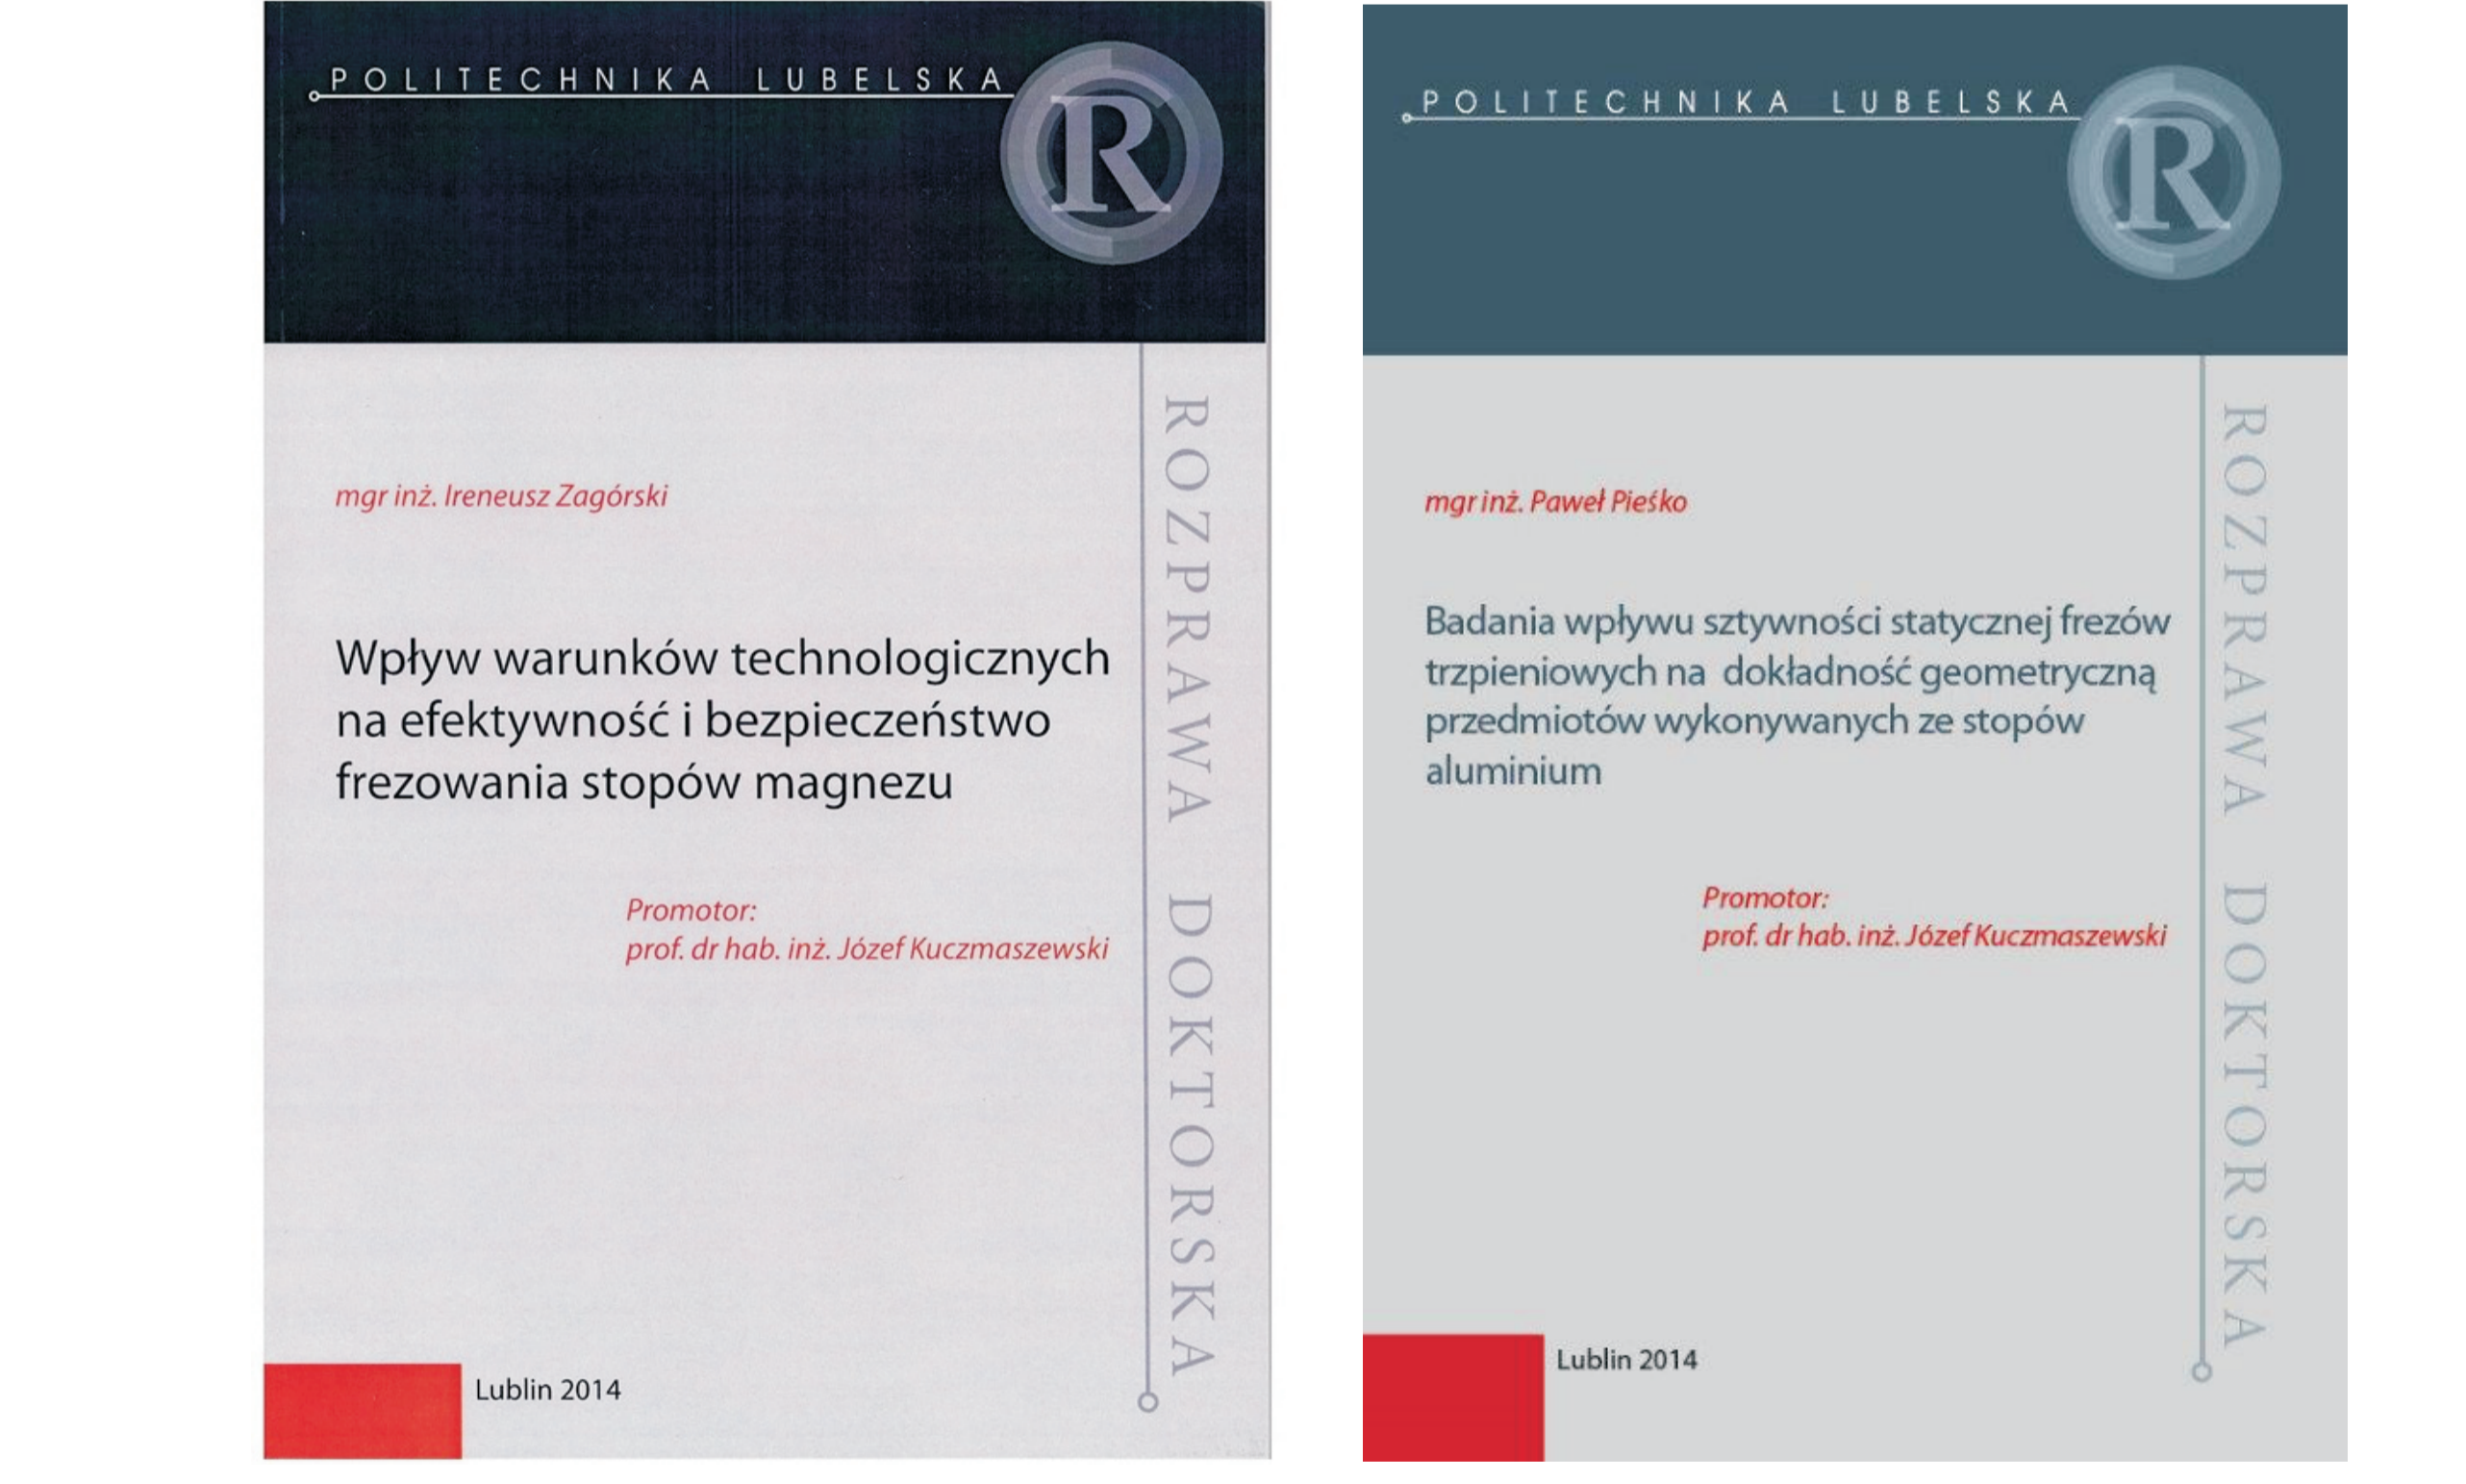 POLITECHNIKA LUBELSKA
R
mgr inż. Ireneusz Zagórski
Wpływ warunków technologicznych
na efektywność i bezpieczeństwo
frezowania stopów magnezu
Promotor:
prof. dr hab. inż. Józef Kuczmaszewski
ROZPRAWA DOKTORSKA
Lublin 2014
POLITECHNIKA LUBELSKA
R
mgr inż. Paweł Pieśko
Badania wpływu sztywności statycznej frezów
trzpieniowych na dokładność geometryczną
przedmiotów wykonywanych ze stopów
aluminium
Promotor:
prof. dr hab. inż. Józef Kuczmaszewski
ROZPRAWA DOKTORSKA
Lublin 2014